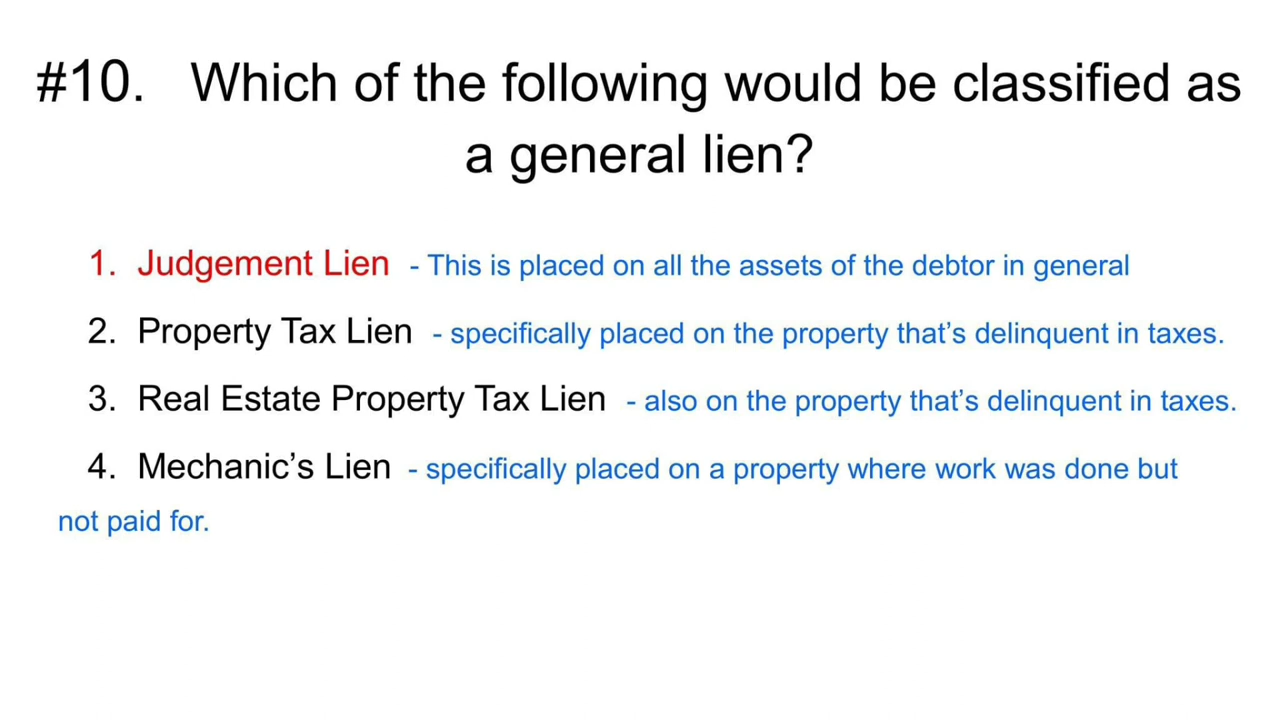 #10. Which of the following would be classified as
a general lien?
1. Judgement Lien - This is placed on all the assets of the debtor in general
2. Property Tax Lien - specifically placed on the property that’s delinquent in taxes.
3. Real Estate Property Tax Lien - also on the property that’s delinquent in taxes.
4. Mechanic’s Lien - specifically placed on a property where work was done but
not paid for.